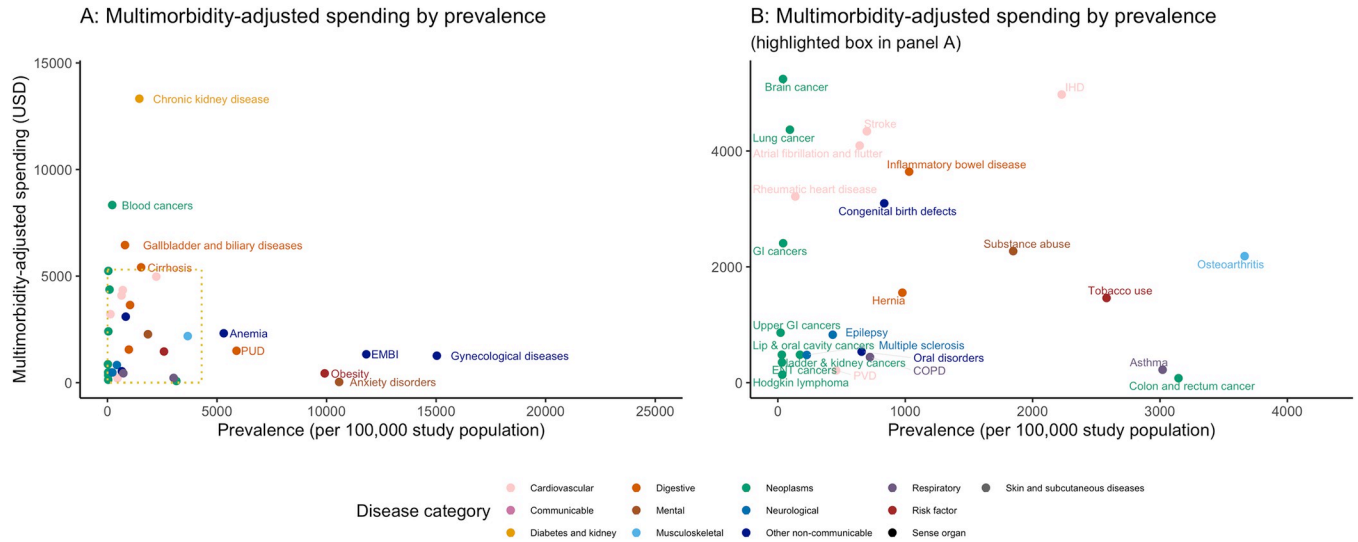 A: Multimorbidity-adjusted spending by prevalence
Multimorbidity-adjusted spending (USD)
15000
10000
5000
0
Chronic kidney disease
Blood cancers
Gallbladder and biliary diseases
Cirrhosis
Anemia
PUD
EMBI
Gynecological diseases
Obesity
Anxiety disorders
0
5000
10000
15000
20000
25000
Prevalence (per 100,000 study population)
B: Multimorbidity-adjusted spending by prevalence
(highlighted box in panel A)
4000
2000
0
Brain cancer
IHD
Stroke
Lung cancer
Atrial fibrillation and flutter
Inflammatory bowel disease
Rheumatic heart disease
Congenital birth defects
GI cancers
Substance abuse
Osteoarthritis
Tobacco use
Hernia
Upper GI cancers
Epilepsy
Lip & oral cavity cancers
Multiple sclerosis
Oral disorders
Bladder & kidney cancers
Asthma
ENT cancers
COPD
PVD
Hodgkin lymphoma
Colon and rectum cancer
0
1000
2000
3000
4000
Prevalence (per 100,000 study population)
Disease category
Cardiovascular
Communicable
Diabetes and kidney
Digestive
Mental
Musculoskeletal
Neoplasms
Neurological
Other non-communicable
Respiratory
Risk factor
Sense organ
Skin and subcutaneous diseases